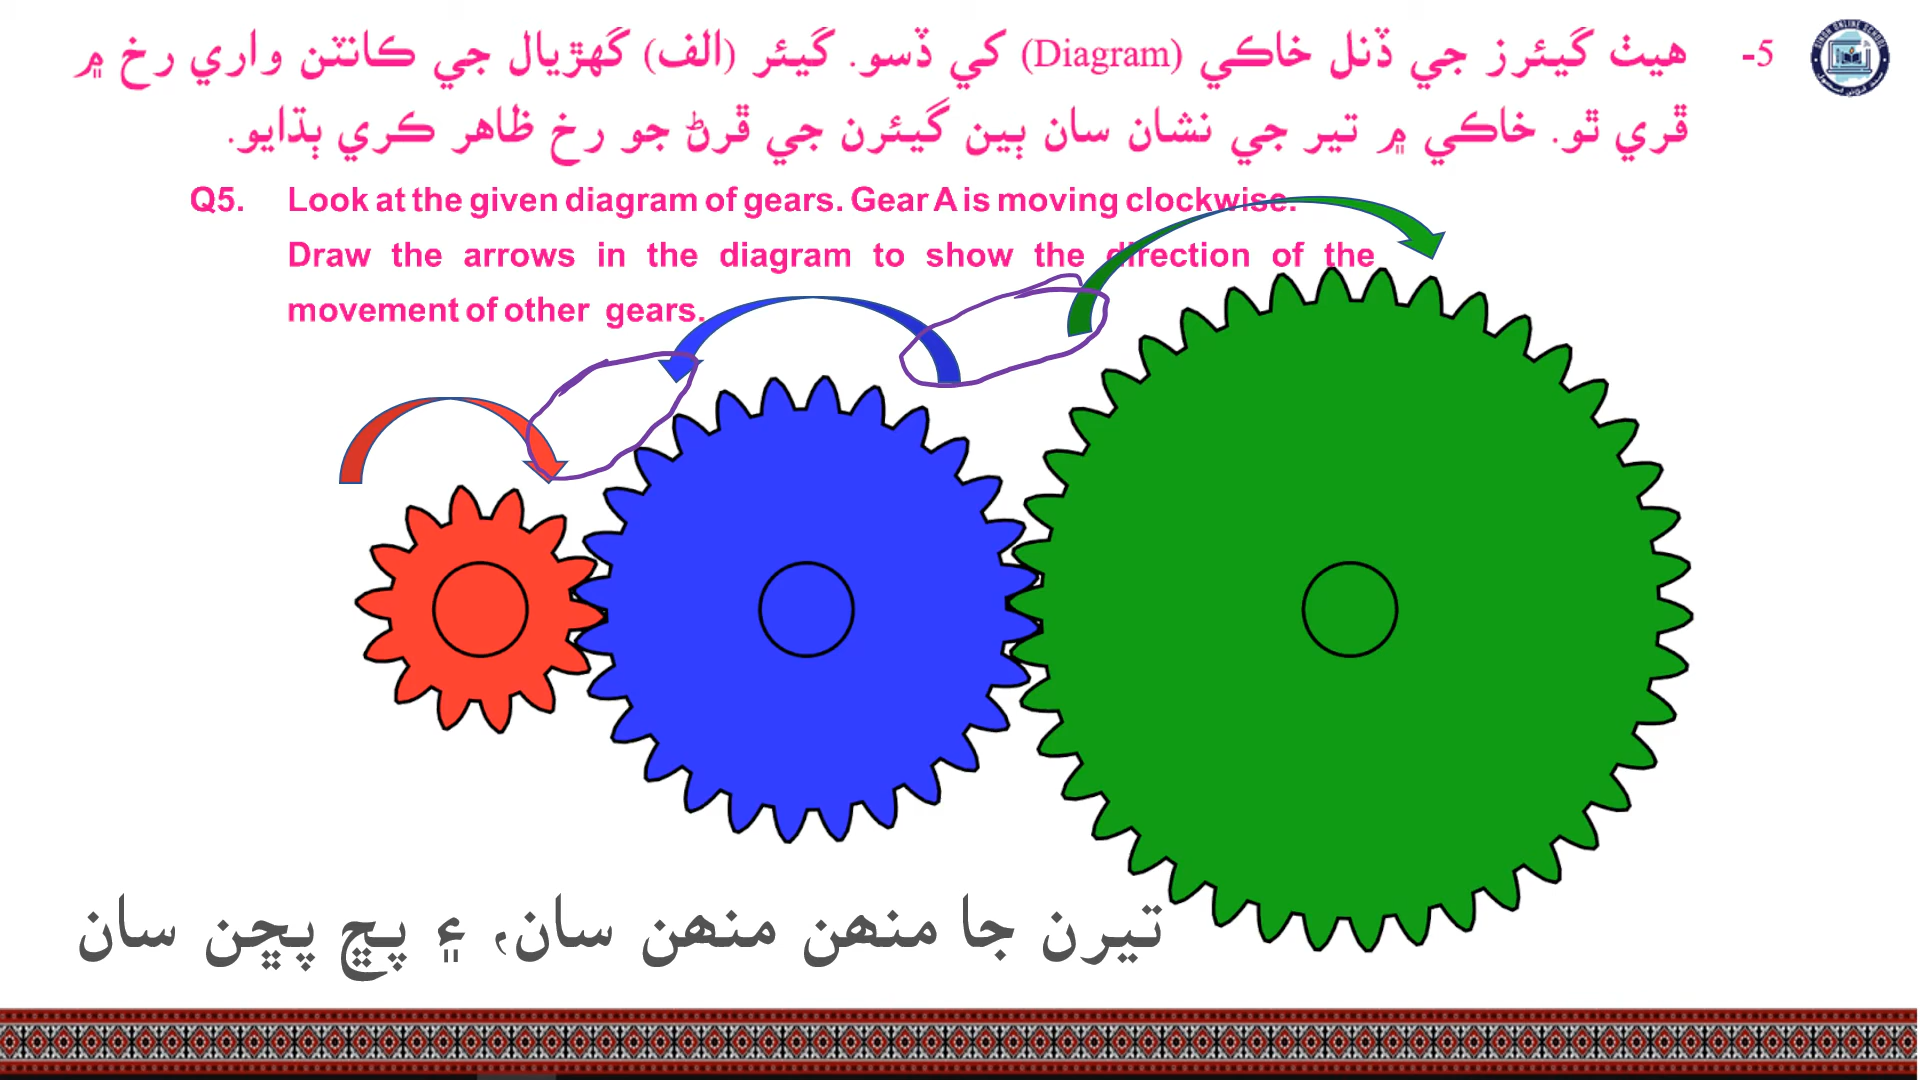 5- هيٺ گيئرز جي ڏنل خاڪي (Diagram) کي ڏسو. گيئر (الف) گهڙيال جي ڪانٽن واري رخ ۾
ڦري ٿو. خاڪي ۾ تير جي نشان سان ٻين گيئرن جي ڦرڻ جو رخ ظاهر ڪري ٻڌايو.
Q5. Look at the given diagram of gears. Gear A is moving clockwise.
Draw the arrows in the diagram to show the direction of the
movement of other gears.
تيرن جا منهن منهن سان، ۽ پڇ پڇن سان